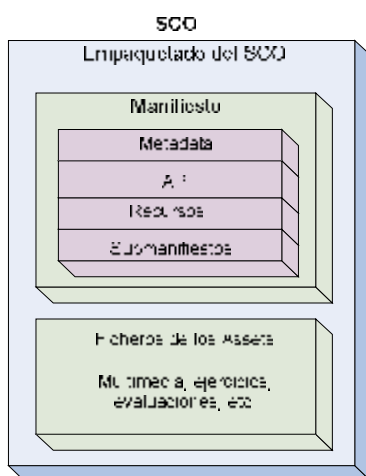 SCO
Empaquetado del SCO
Manifiesto
Metadata
Recursos
Submanifiestos
Ficheros de los Assets
Multimedia, ejercicios,
evaluaciones, etc